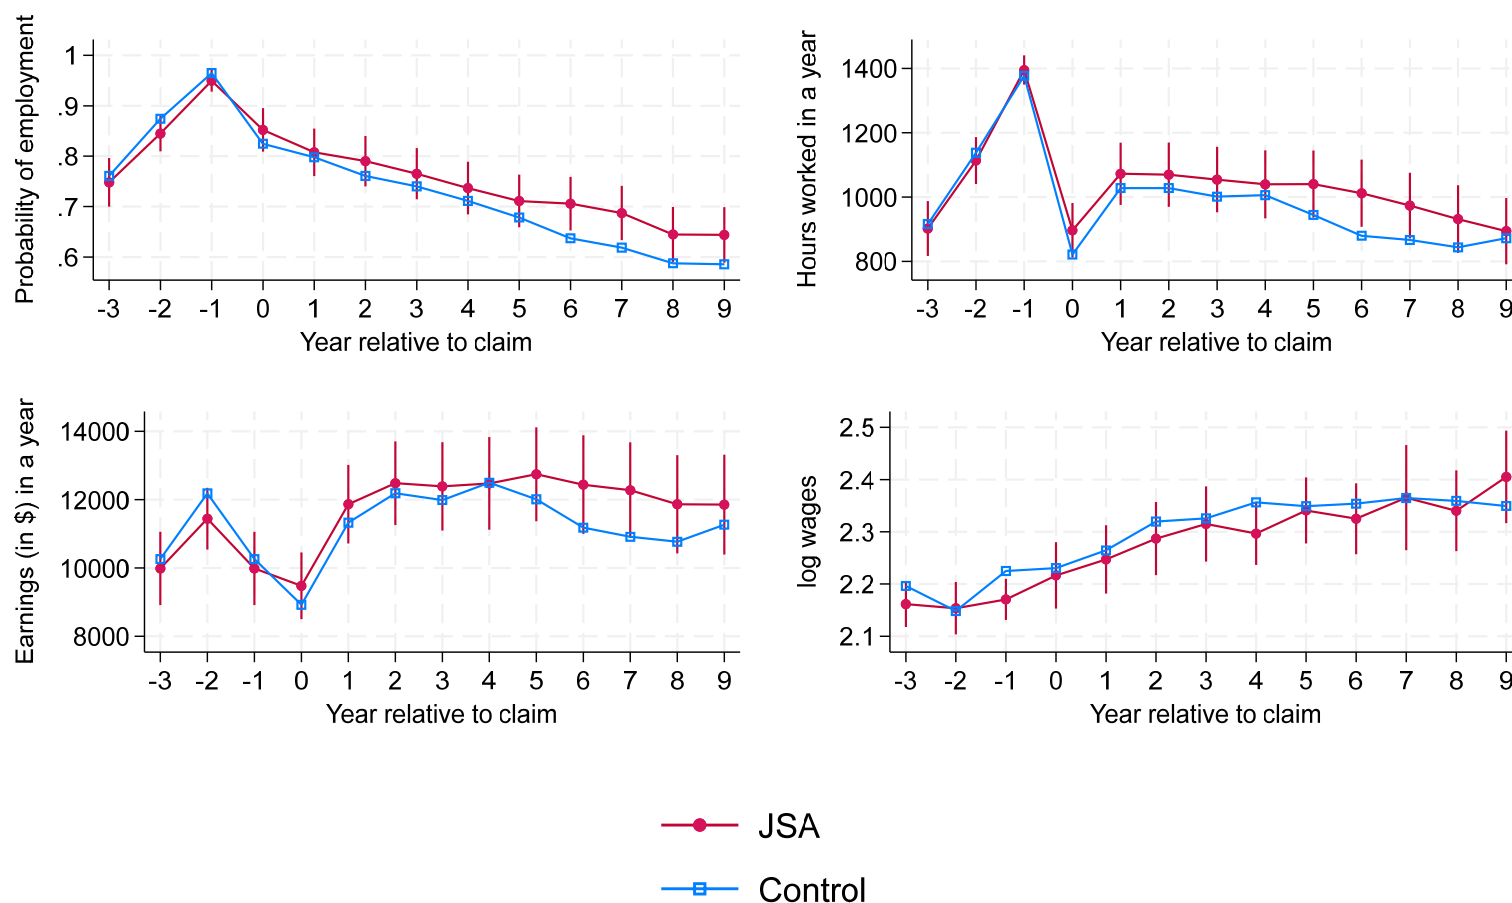 Probability of employment
1
.9
.8
.7
.6
-3 -2 -1 0 1 2 3 4 5 6 7 8 9
Year relative to claim
Hours worked in a year
1400
1200
1000
800
-3 -2 -1 0 1 2 3 4 5 6 7 8 9
Year relative to claim
Earnings (in $) in a year
14000
12000
10000
8000
-3 -2 -1 0 1 2 3 4 5 6 7 8 9
Year relative to claim
log wages
2.5
2.4
2.3
2.2
2.1
-3 -2 -1 0 1 2 3 4 5 6 7 8 9
Year relative to claim
JSA
Control